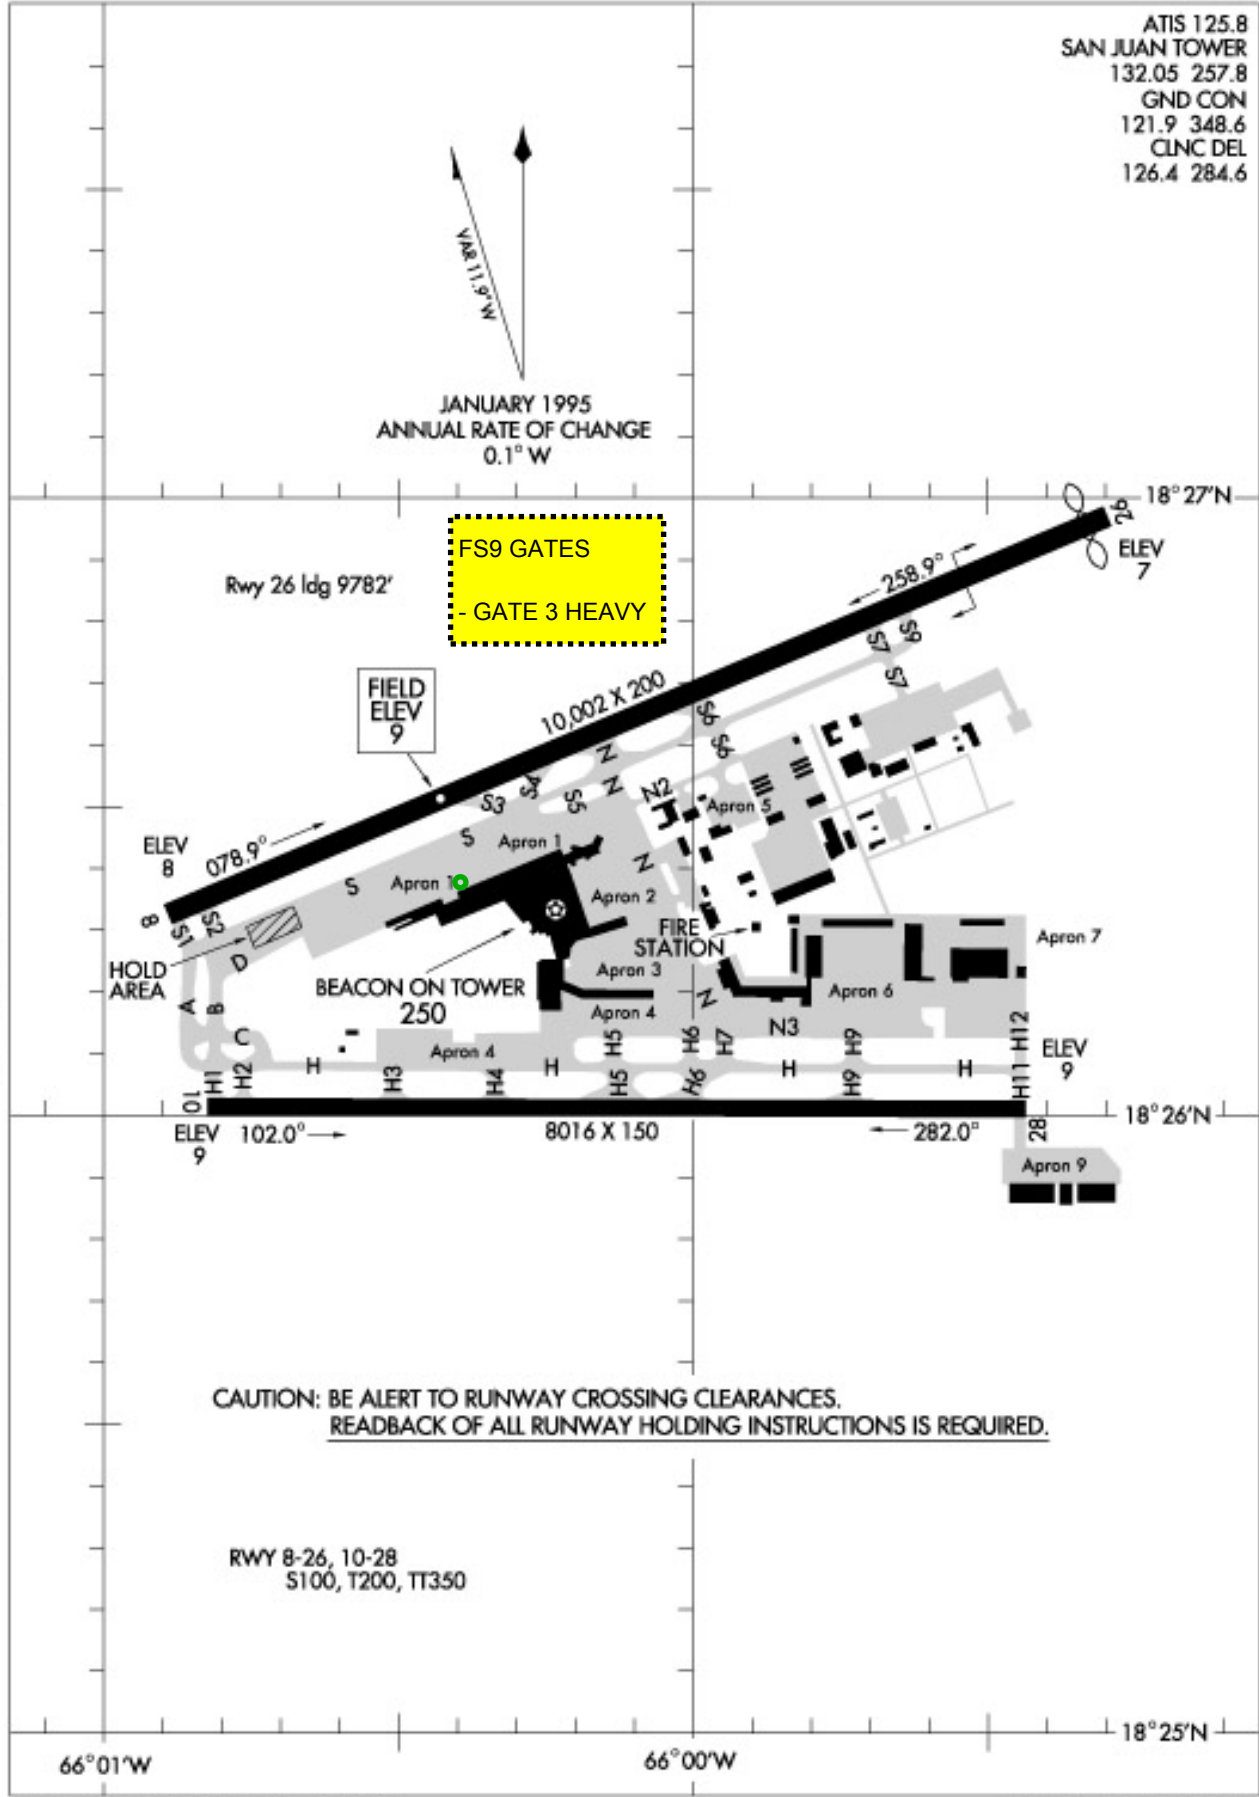 ATIS 125.8
SAN JUAN TOWER
132.05 257.8
GND CON
121.9 348.6
CLNC DEL
126.4 284.6
VAR 11.9°W
JANUARY 1995
ANNUAL RATE OF CHANGE
0.1° W
18°27'N
26
ELEV
7
FS9 GATES
- GATE 3 HEAVY
Rwy 26 ldg 9782'
258.9°
S7
S9
S7
FIELD
ELEV
9
10,002 X 200
S6
S6
N
N
N2
S3
S4
S5
Apron 5
S
Apron 1
ELEV
8
078.9°
N
S
Apron 1
Apron 2
8
S1
S2
FIRE
STATION
Apron 7
HOLD
AREA
D
BEACON ON TOWER
250
Apron 3
Apron 6
A
B
Apron 4
N
N3
C
Apron 4
H5
H6
H7
H9
H12
ELEV
9
H
H
H
H
H1
H2
H3
H4
H5
H6
H9
H11
10
18°26'N
ELEV
9
102.0°
8016 X 150
282.0°
28
Apron 9
CAUTION: BE ALERT TO RUNWAY CROSSING CLEARANCES.
READBACK OF ALL RUNWAY HOLDING INSTRUCTIONS IS REQUIRED.
RWY 8-26, 10-28
S100, T200, TT350
18°25'N
66°01'W
66°00'W